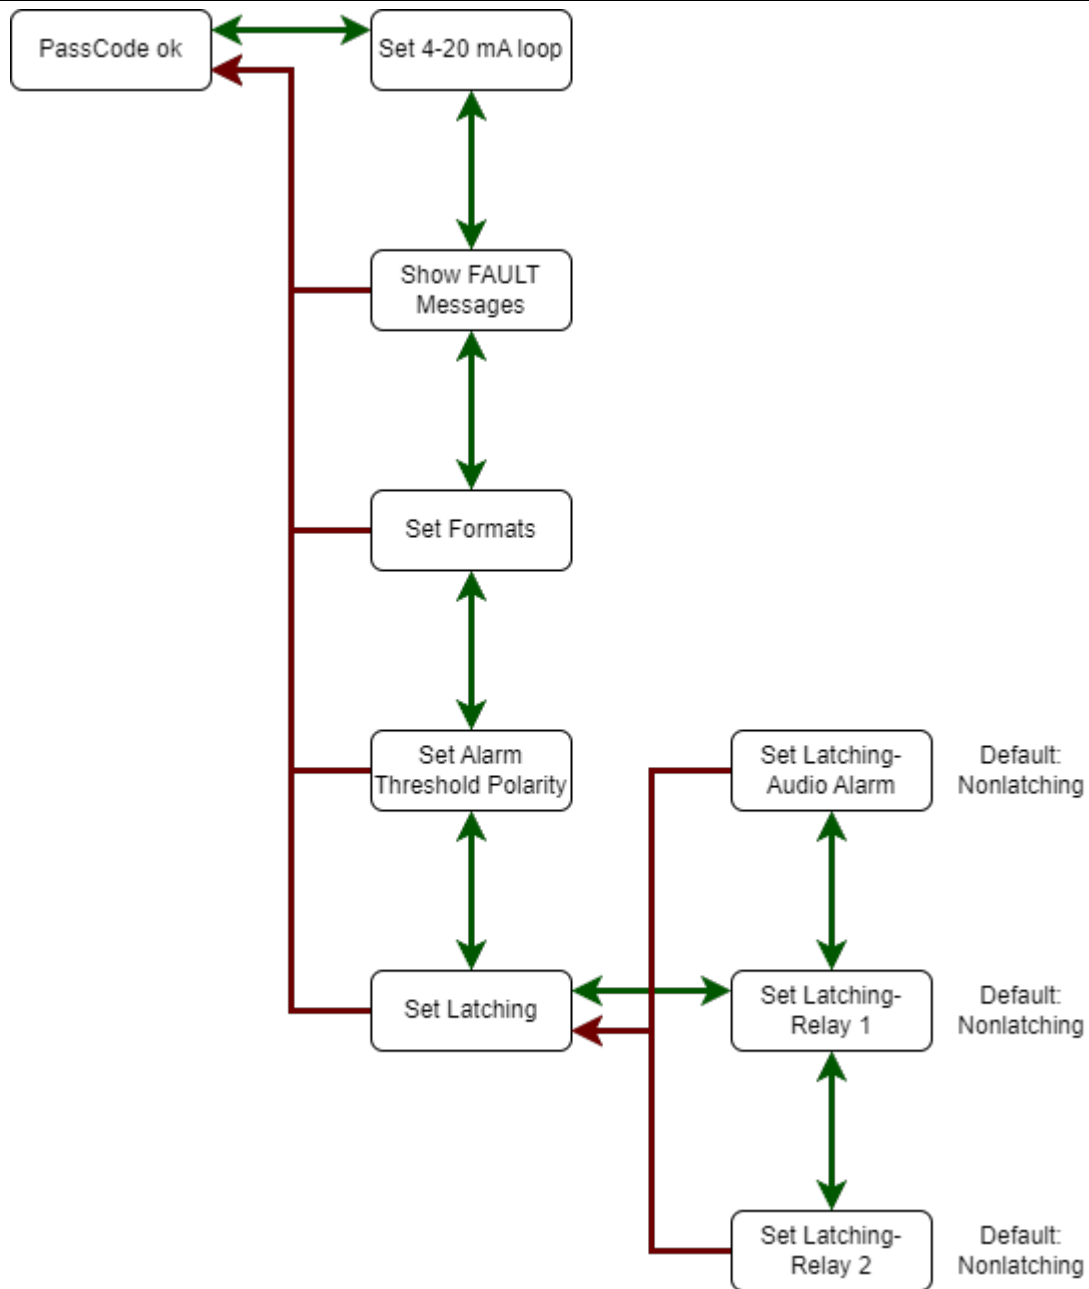 PassCode ok
Set 4-20 mA loop
Show FAULT
Messages
Set Formats
Set Alarm
Threshold Polarity
Set Latching-
Audio Alarm
Default:
Nonlatching
Set Latching
Set Latching-
Relay 1
Default:
Nonlatching
Set Latching-
Relay 2
Default:
Nonlatching